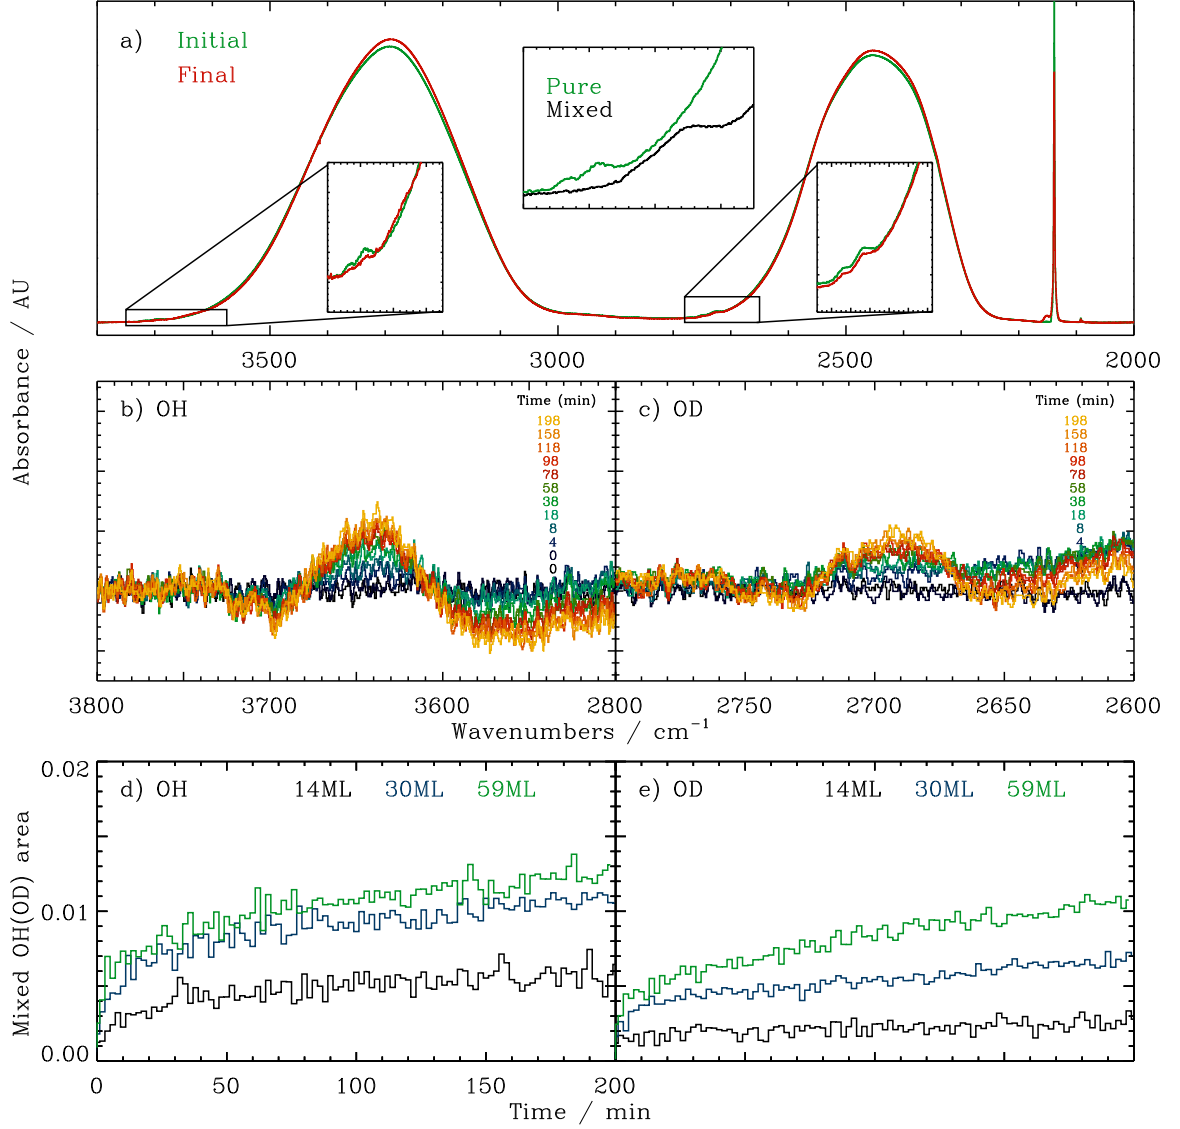 a)
Initial
Final
Pure
Mixed
3500 3000 2500 2000
Absorbance / AU
b) OH
Time (min)
198
158
118
98
78
58
38
18
8
4
0
0
c) OD
Time (min)
198
158
118
98
78
58
38
18
8
4
3800 3700 3600 2800 2750 2700 2650 2600
Wavenumbers / cm⁻¹
d) OH 14ML 30ML 59ML
e) OD 14ML 30ML 59ML
0.02
0.01
0.00
Mixed OH(OD) area
0 50 100 150 200
Time / min